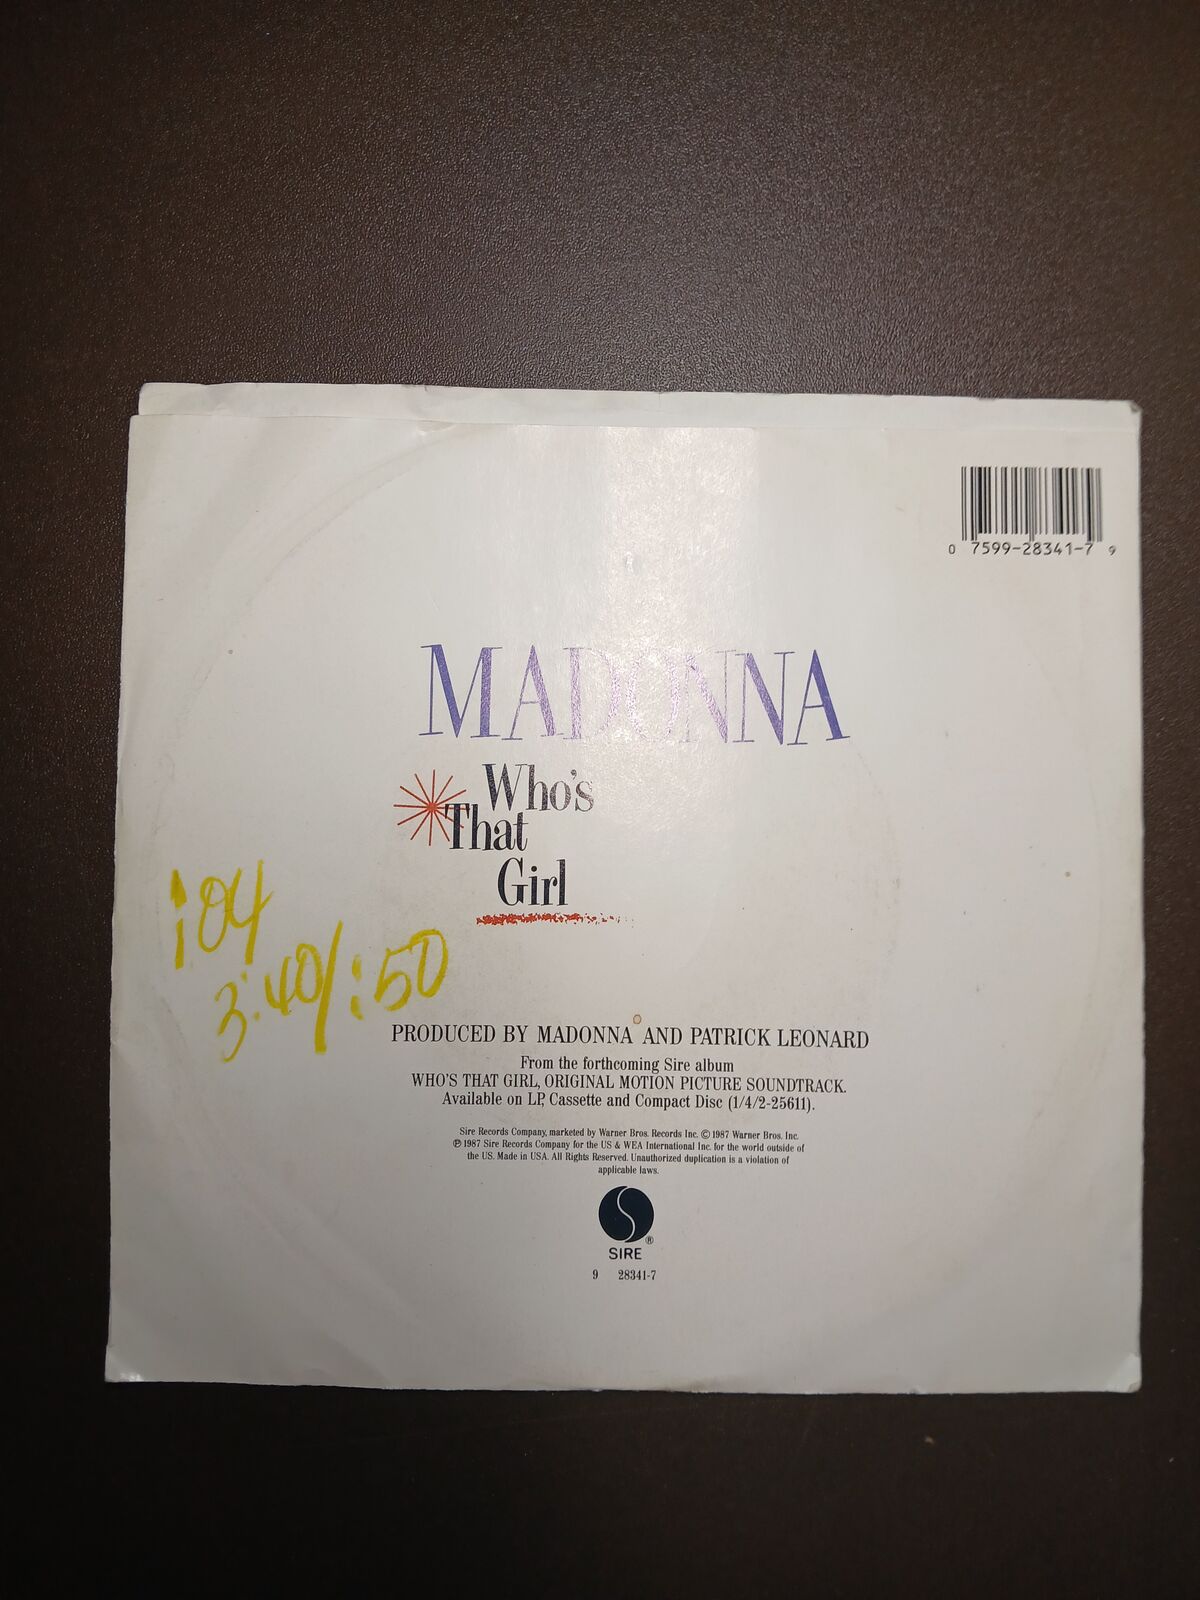 0 7599-28341-7 9
MADONNA
Who's
That
Girl
:04
3:40/:50
PRODUCED BY MADONNA AND PATRICK LEONARD
From the forthcoming Sire album
WHO'S THAT GIRL, ORIGINAL MOTION PICTURE SOUNDTRACK.
Available on LP, Cassette and Compact Disc (1/4/2-25611).
Sire Records Company, marketed by Warner Bros. Records Inc. © 1987 Warner Bros. Inc.
℗ 1987 Sire Records Company for the US & WEA International Inc. for the world outside of
the US. Made in USA. All Rights Reserved. Unauthorized duplication is a violation of
applicable laws.
SIRE ®
9 28341-7